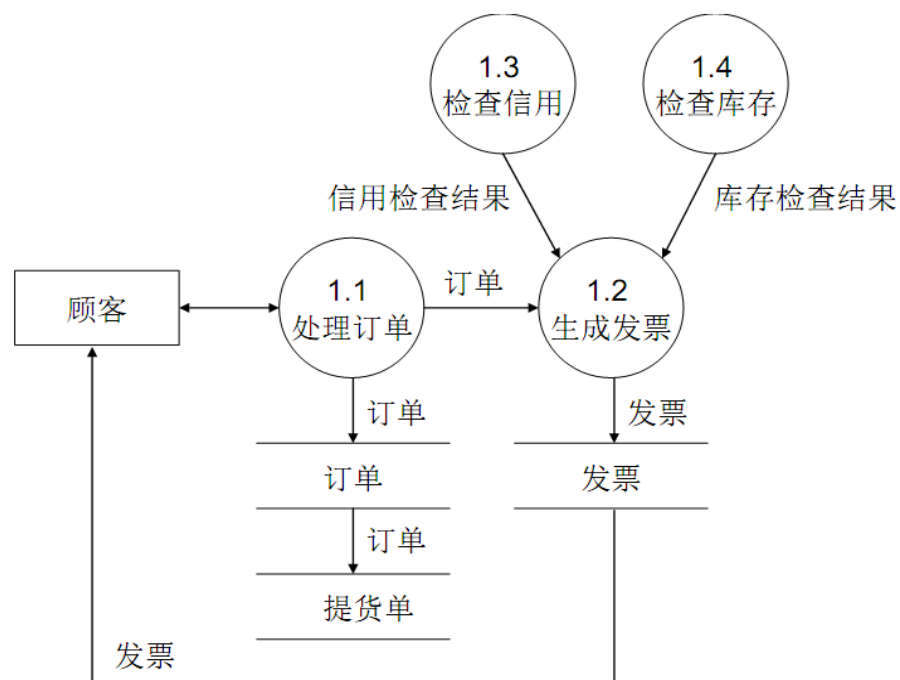 1.3
检查信用
1.4
检查库存
信用检查结果
库存检查结果
顾客
1.1
处理订单
订单
1.2
生成发票
订单
发票
订单
发票
订单
提货单
发票